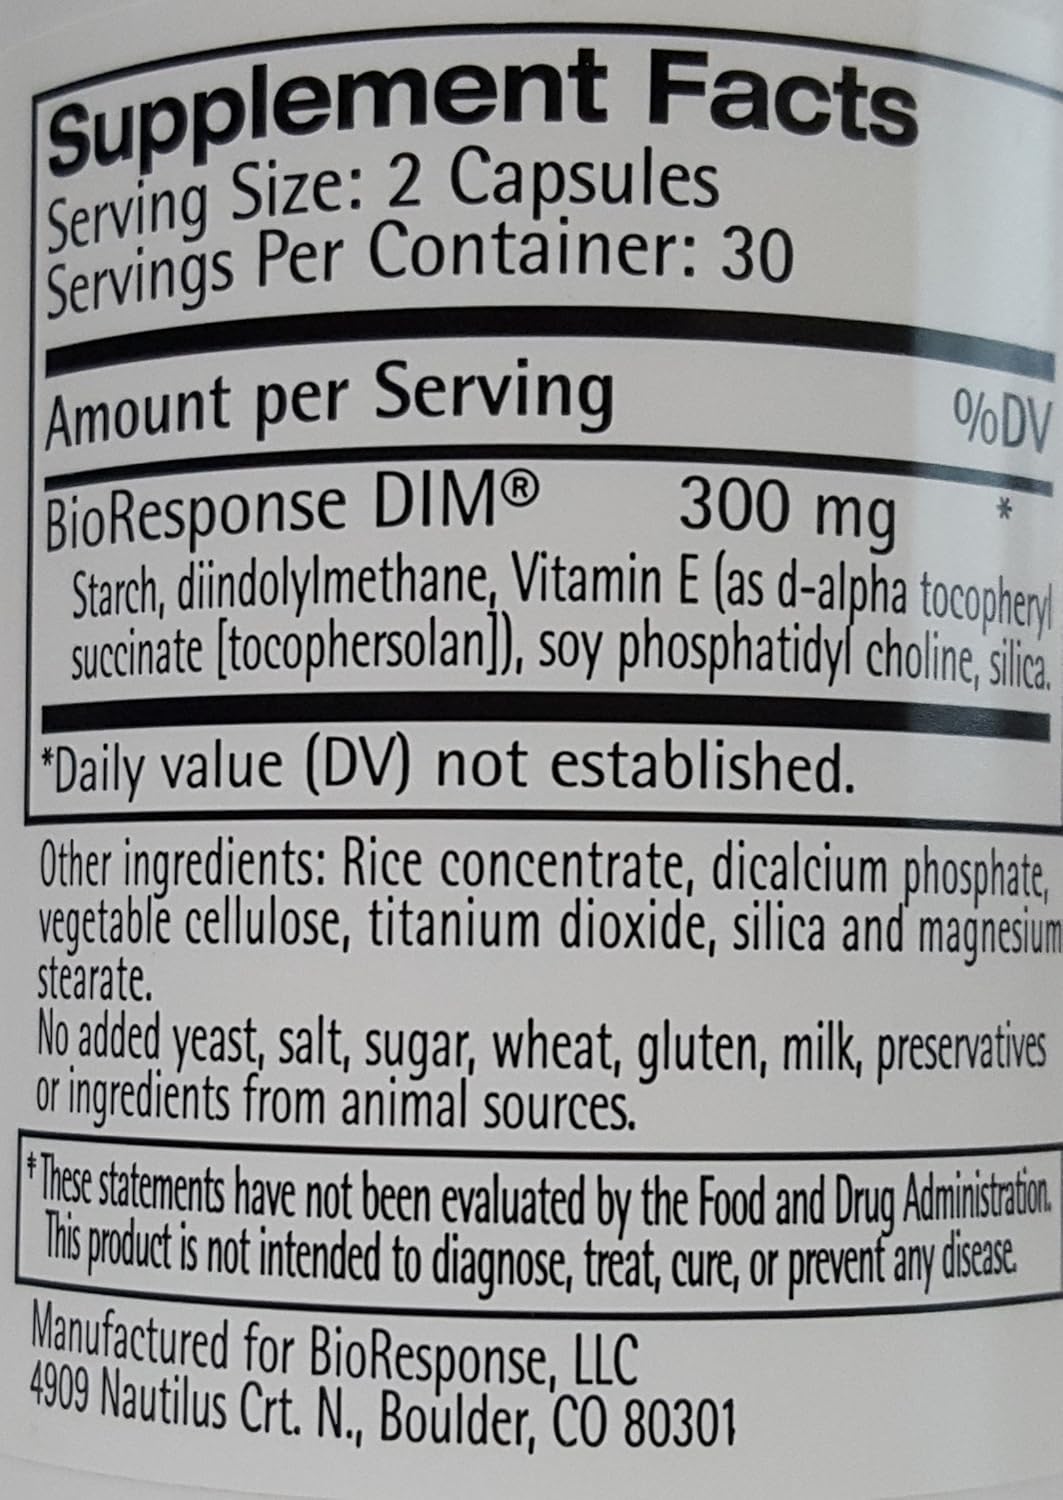 Supplement Facts
Serving Size: 2 Capsules
Servings Per Container: 30
Amount per Serving %DV
BioResponse DIM® 300 mg *
Starch, diindolylmethane, Vitamin E (as d-alpha tocopheryl
succinate [tocophersolan]), soy phosphatidyl choline, silica.
*Daily value (DV) not established.
Other ingredients: Rice concentrate, dicalcium phosphate,
vegetable cellulose, titanium dioxide, silica and magnesium
stearate.
No added yeast, salt, sugar, wheat, gluten, milk, preservatives
or ingredients from animal sources.
‡These statements have not been evaluated by the Food and Drug Administration.
This product is not intended to diagnose, treat, cure, or prevent any disease.
Manufactured for BioResponse, LLC
4909 Nautilus Crt. N., Boulder, CO 80301